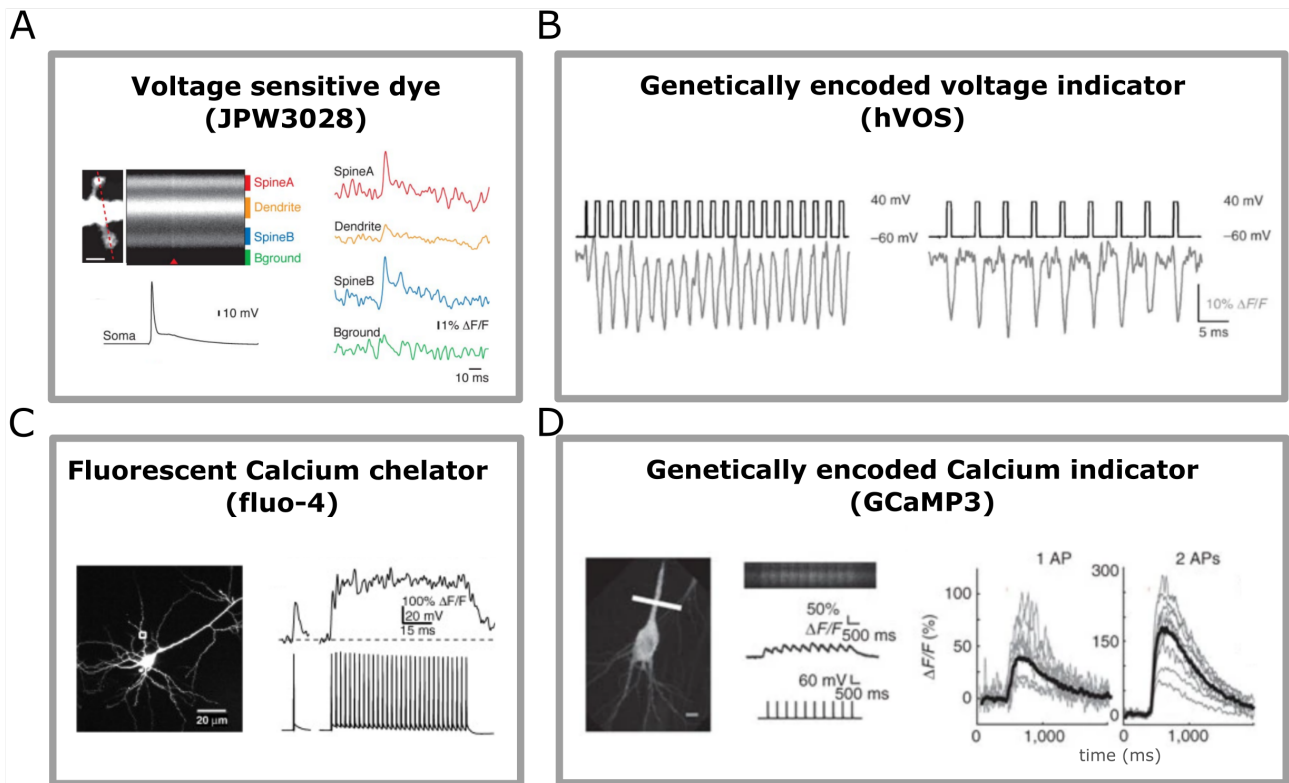 A
Voltage sensitive dye
(JPW3028)
SpineA
Dendrite
SpineB
Bground
10 mV
Soma
SpineA
Dendrite
SpineB
1% ΔF/F
Bground
10 ms
B
Genetically encoded voltage indicator
(hVOS)
40 mV
–60 mV
40 mV
–60 mV
10% ΔF/F
5 ms
C
Fluorescent Calcium chelator
(fluo-4)
20 μm
100% ΔF/F
20 mV
15 ms
D
Genetically encoded Calcium indicator
(GCaMP3)
50%
ΔF/F
500 ms
60 mV
500 ms
1 AP
2 APs
ΔF/F (%)
100
50
0
300
150
0
0
1,000
0
1,000
time (ms)